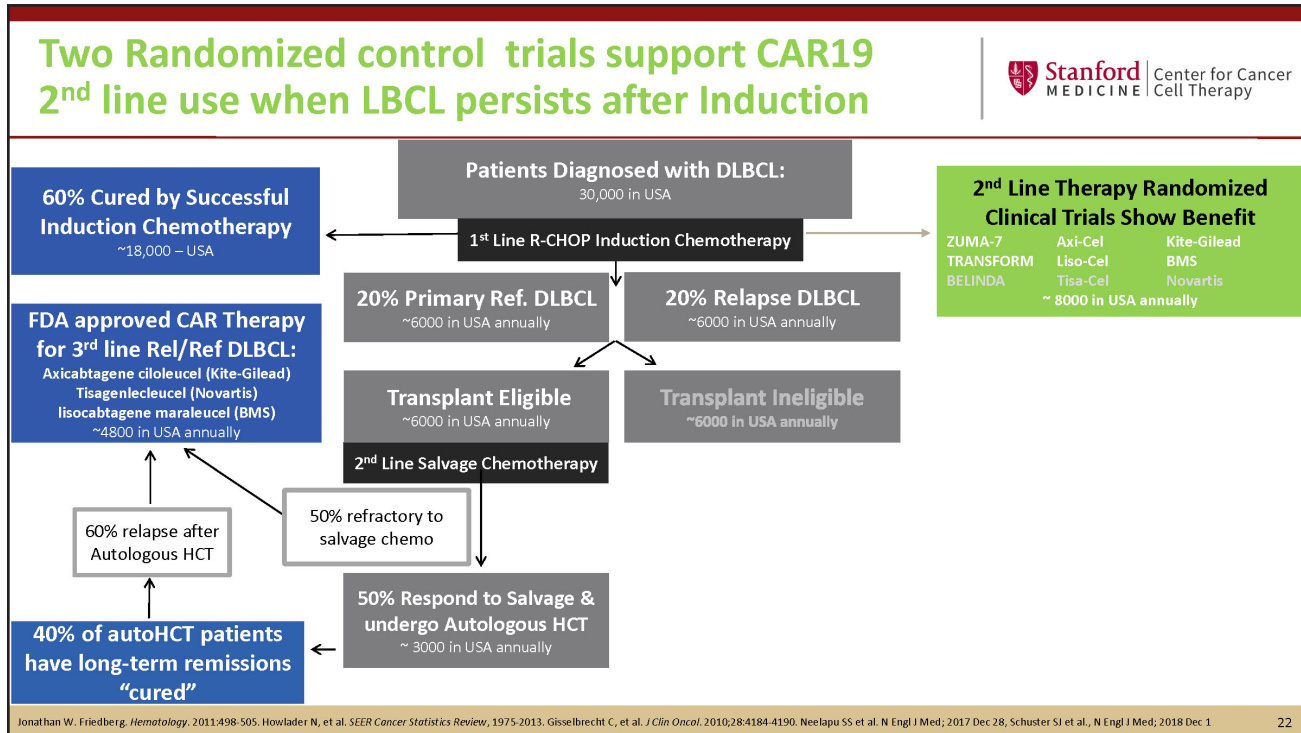 Two Randomized control trials support CAR19
2nd line use when LBCL persists after Induction
Stanford
MEDICINE
Center for Cancer
Cell Therapy
Patients Diagnosed with DLBCL:
30,000 in USA
1st Line R-CHOP Induction Chemotherapy
60% Cured by Successful
Induction Chemotherapy
~18,000 – USA
2nd Line Therapy Randomized
Clinical Trials Show Benefit
ZUMA-7 Axi-Cel Kite-Gilead
TRANSFORM Liso-Cel BMS
BELINDA Tisa-Cel Novartis
~ 8000 in USA annually
20% Primary Ref. DLBCL
~6000 in USA annually
20% Relapse DLBCL
~6000 in USA annually
FDA approved CAR Therapy
for 3rd line Rel/Ref DLBCL:
Axicabtagene ciloleucel (Kite-Gilead)
Tisagenlecleucel (Novartis)
lisocabtagene maraleucel (BMS)
~4800 in USA annually
Transplant Eligible
~6000 in USA annually
Transplant Ineligible
~6000 in USA annually
2nd Line Salvage Chemotherapy
60% relapse after
Autologous HCT
50% refractory to
salvage chemo
50% Respond to Salvage &
undergo Autologous HCT
~ 3000 in USA annually
40% of autoHCT patients
have long-term remissions
“cured”
Jonathan W. Friedberg. Hematology. 2011:498-505. Howlader N, et al. SEER Cancer Statistics Review, 1975-2013. Gisselbrecht C, et al. J Clin Oncol. 2010;28:4184-4190. Neelapu SS et al. N Engl J Med; 2017 Dec 28, Schuster SJ et al., N Engl J Med; 2018 Dec 1
22